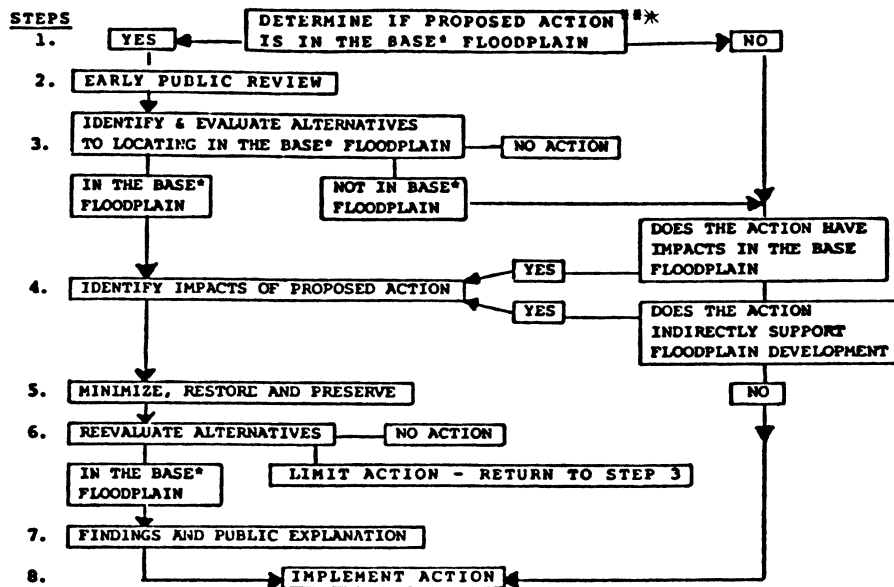 STEPS
1.
YES
DETERMINE IF PROPOSED ACTION***
IS IN THE BASE* FLOODPLAIN
NO
2. EARLY PUBLIC REVIEW
3.
IDENTIFY & EVALUATE ALTERNATIVES
TO LOCATING IN THE BASE* FLOODPLAIN
NO ACTION
IN THE BASE*
FLOODPLAIN
NOT IN BASE*
FLOODPLAIN
DOES THE ACTION HAVE
IMPACTS IN THE BASE
FLOODPLAIN
YES
4. IDENTIFY IMPACTS OF PROPOSED ACTION
YES
DOES THE ACTION
INDIRECTLY SUPPORT
FLOODPLAIN DEVELOPMENT
5. MINIMIZE, RESTORE AND PRESERVE
NO
6. REEVALUATE ALTERNATIVES
NO ACTION
IN THE BASE*
FLOODPLAIN
LIMIT ACTION - RETURN TO STEP 3
7. FINDINGS AND PUBLIC EXPLANATION
8. IMPLEMENT ACTION